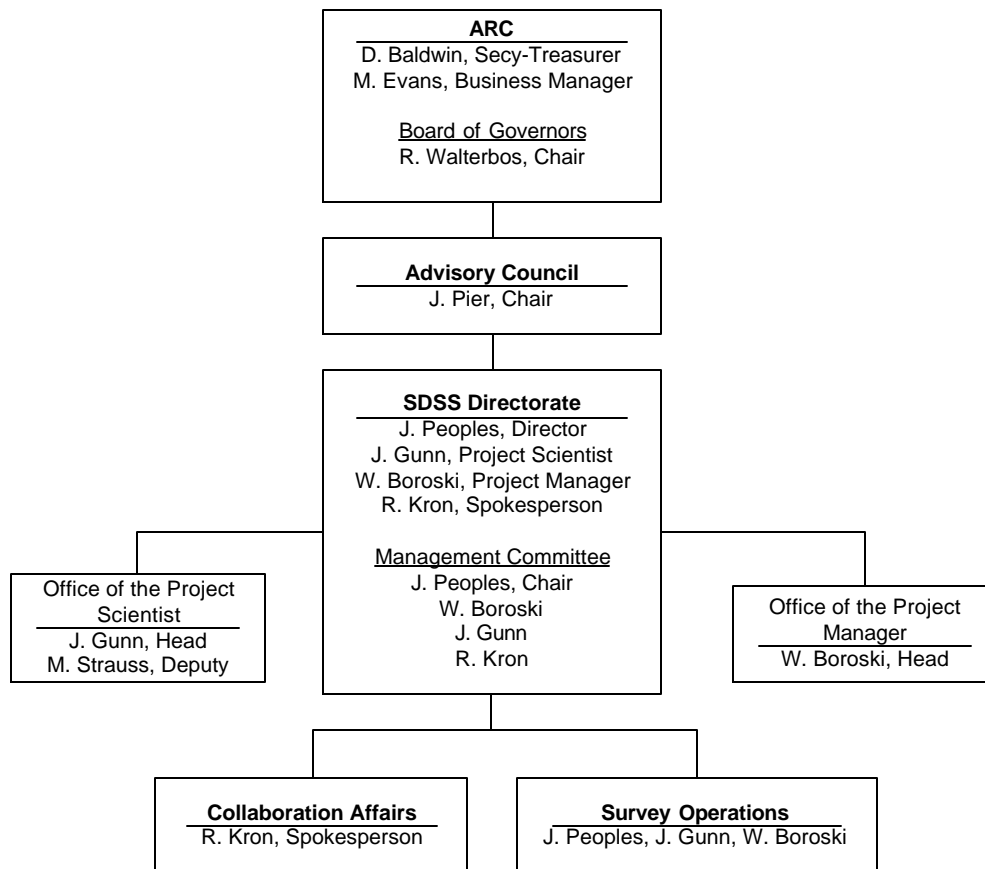 ARC
D. Baldwin, Secy-Treasurer
M. Evans, Business Manager
Board of Governors
R. Walterbos, Chair
Advisory Council
J. Pier, Chair
SDSS Directorate
J. Peoples, Director
J. Gunn, Project Scientist
W. Boroski, Project Manager
R. Kron, Spokesperson
Management Committee
J. Peoples, Chair
W. Boroski
J. Gunn
R. Kron
Office of the Project
Scientist
J. Gunn, Head
M. Strauss, Deputy
Office of the Project
Manager
W. Boroski, Head
Collaboration Affairs
R. Kron, Spokesperson
Survey Operations
J. Peoples, J. Gunn, W. Boroski